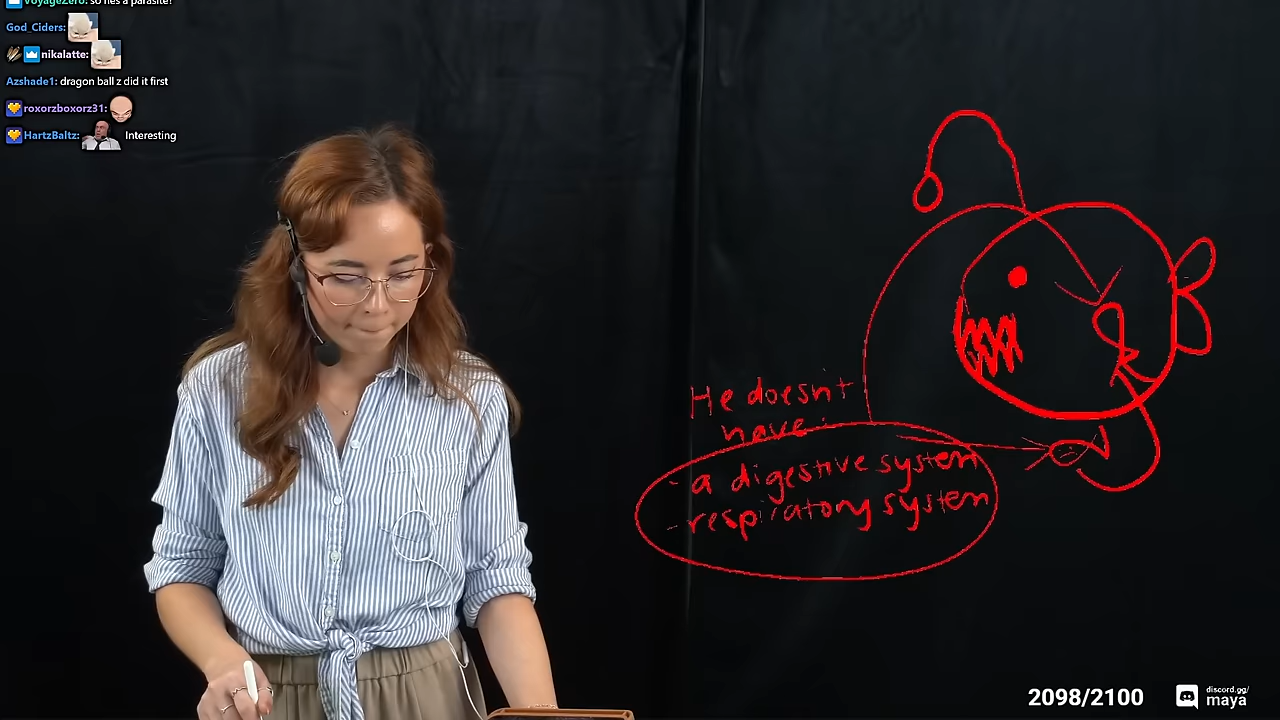 VoyageZero: so hes a parasite!
God_Ciders:
nikalatte:
Azshade1: dragon ball z did it first
roxorzboxorz31:
HartzBaltz: Interesting
He doesn't
have:
- a digestive system
- respiratory system
2098/2100
discord.gg/
maya